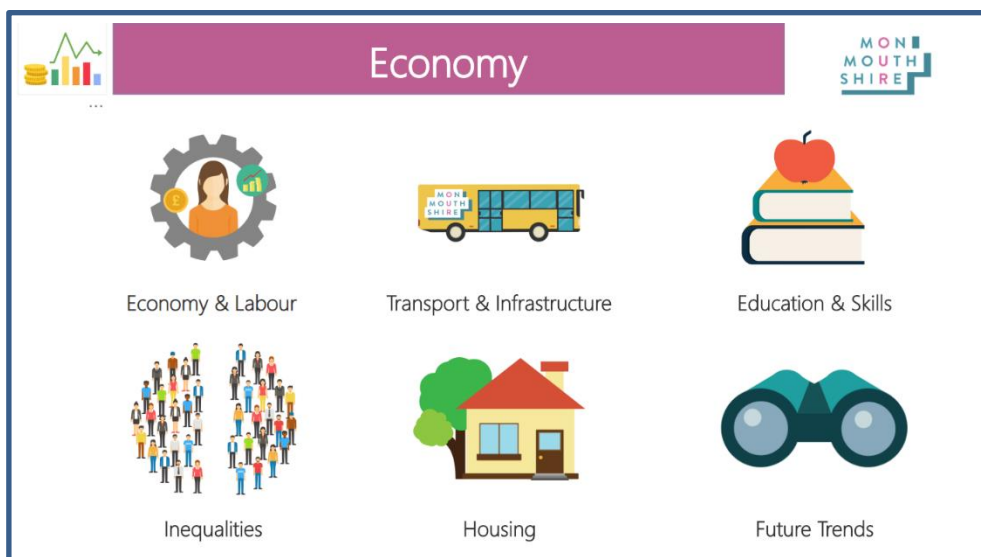 Economy
MON
MOUTH
SHIRE
...
£
MON
MOUTH
SHIRE
Economy & Labour
Transport & Infrastructure
Education & Skills
Inequalities
Housing
Future Trends